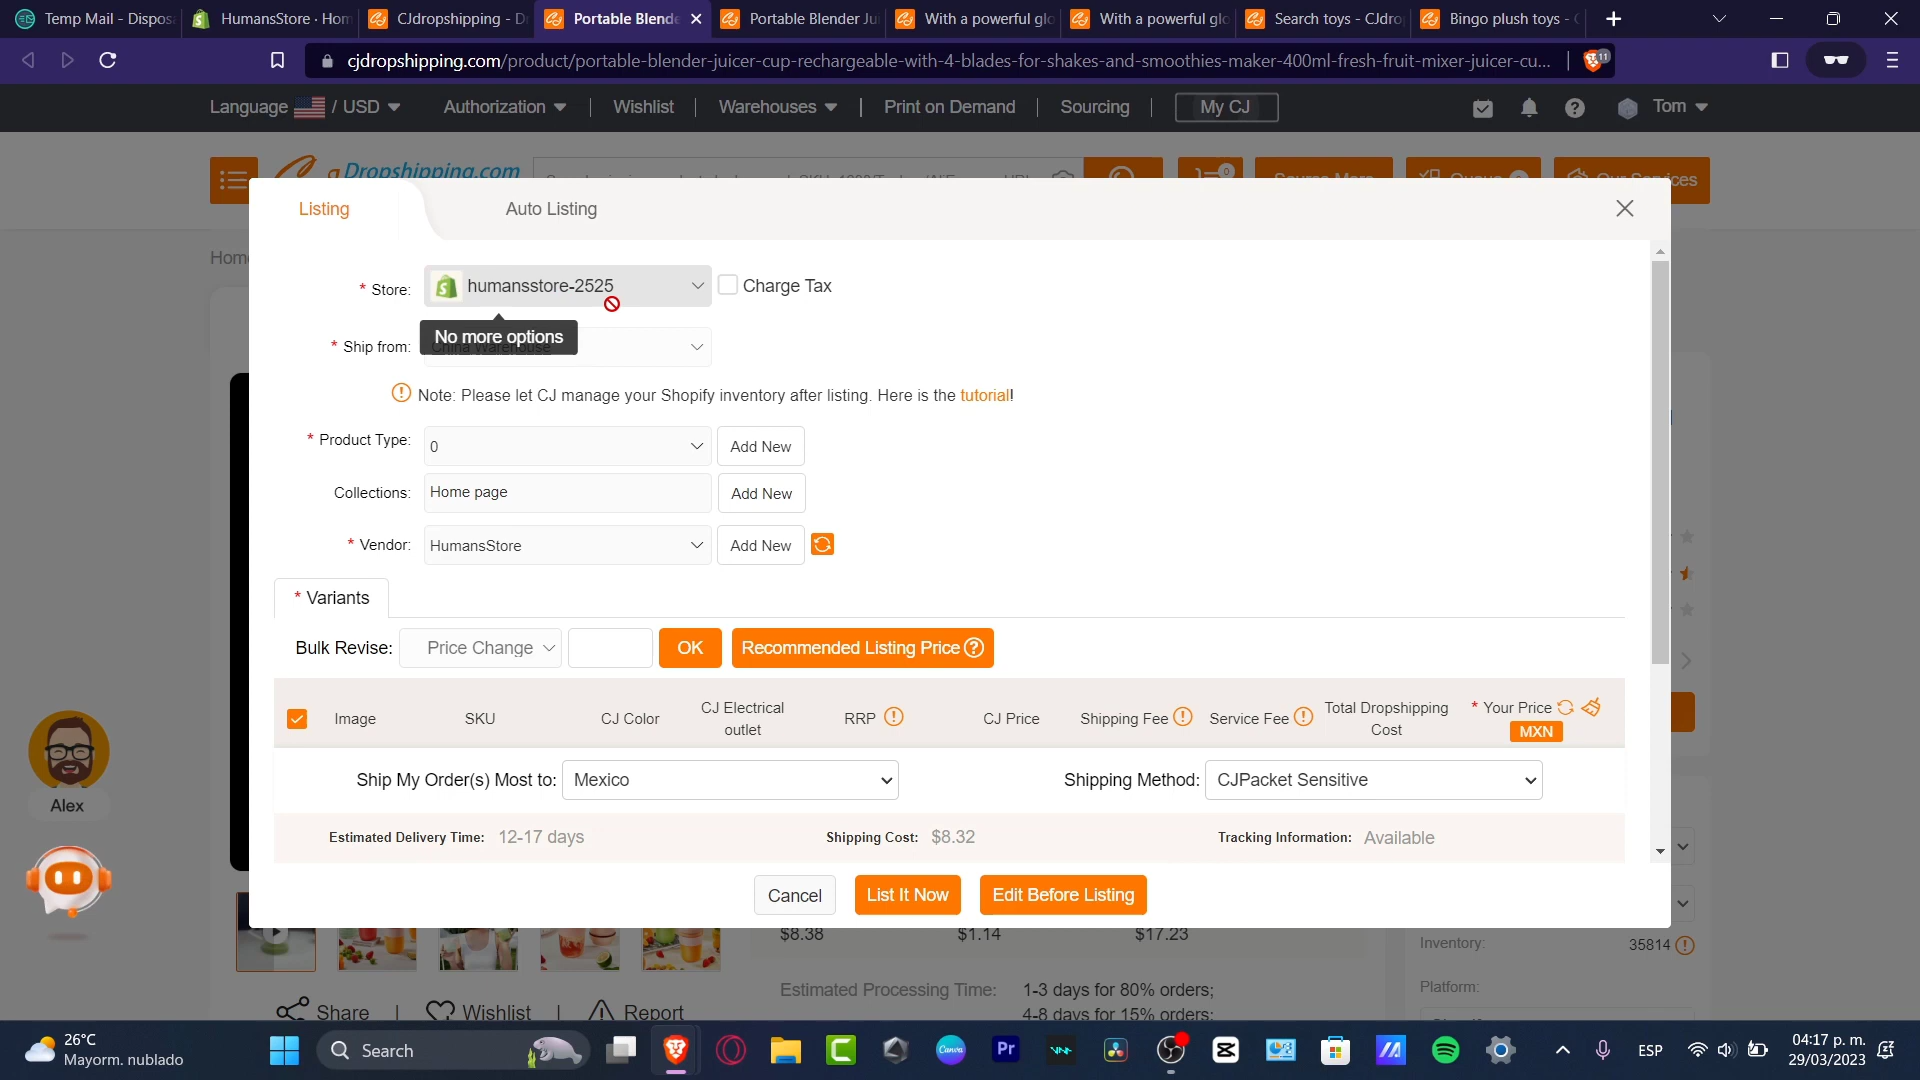 Temp Mail - Dispos
HumansStore · Hom
CJdropshipping - D
Portable Blende
Portable Blender Ju
With a powerful glo
With a powerful glo
Search toys - CJdro
Bingo plush toys - C
cjdropshipping.com/product/portable-blender-juicer-cup-rechargeable-with-4-blades-for-shakes-and-smoothies-maker-400ml-fresh-fruit-mixer-juicer-cu...
11
Language / USD
Authorization
Wishlist
Warehouses
Print on Demand
Sourcing
My CJ
Tom
Dropshipping.com
Hom
Listing
Auto Listing
* Store: humansstore-2525
Charge Tax
No more options
* Ship from: China Warehouse
Note: Please let CJ manage your Shopify inventory after listing. Here is the tutorial!
* Product Type: 0
Add New
Collections: Home page
Add New
* Vendor: HumansStore
Add New
* Variants
Bulk Revise: Price Change
OK
Recommended Listing Price
Image
SKU
CJ Color
CJ Electrical outlet
RRP
CJ Price
Shipping Fee
Service Fee
Total Dropshipping Cost
* Your Price
MXN
Ship My Order(s) Most to: Mexico
Shipping Method: CJPacket Sensitive
Estimated Delivery Time: 12-17 days
Shipping Cost: $8.32
Tracking Information: Available
Cancel
List It Now
Edit Before Listing
Alex
$8.38
$1.14
$17.23
Inventory: 35814
Estimated Processing Time: 1-3 days for 80% orders;
4-8 days for 15% orders;
Platform:
Share
Wishlist
Report
26°C
Mayorm. nublado
Search
Canva
Pr
ESP
04:17 p. m.
29/03/2023